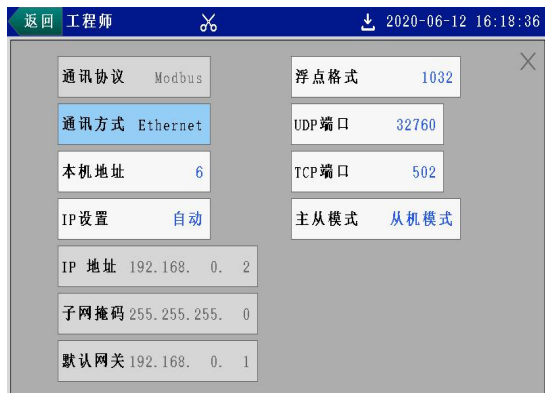 返回 工程师 2020-06-12 16:18:36
通讯协议 Modbus 浮点格式 1032
通讯方式 Ethernet UDP端口 32760
本机地址 6 TCP端口 502
IP设置 自动 主从模式 从机模式
IP 地址 192.168. 0. 2
子网掩码 255.255.255. 0
默认网关 192.168. 0. 1